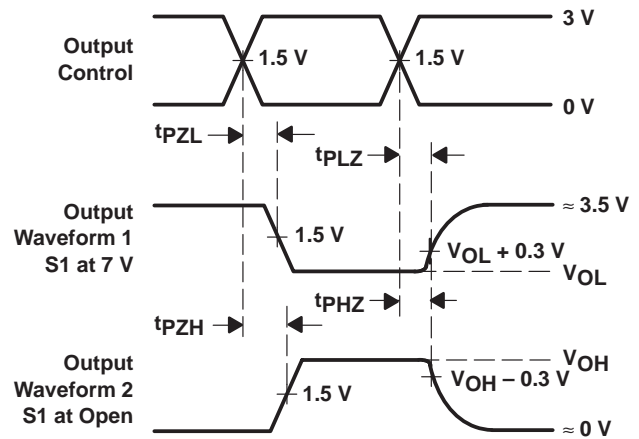 3 V
Output
Control
1.5 V
1.5 V
0 V
tPZL
tPLZ
Output
Waveform 1
S1 at 7 V
≈ 3.5 V
1.5 V
VOL + 0.3 V
VOL
tPZH
tPHZ
Output
Waveform 2
S1 at Open
VOH
1.5 V
VOH – 0.3 V
≈ 0 V